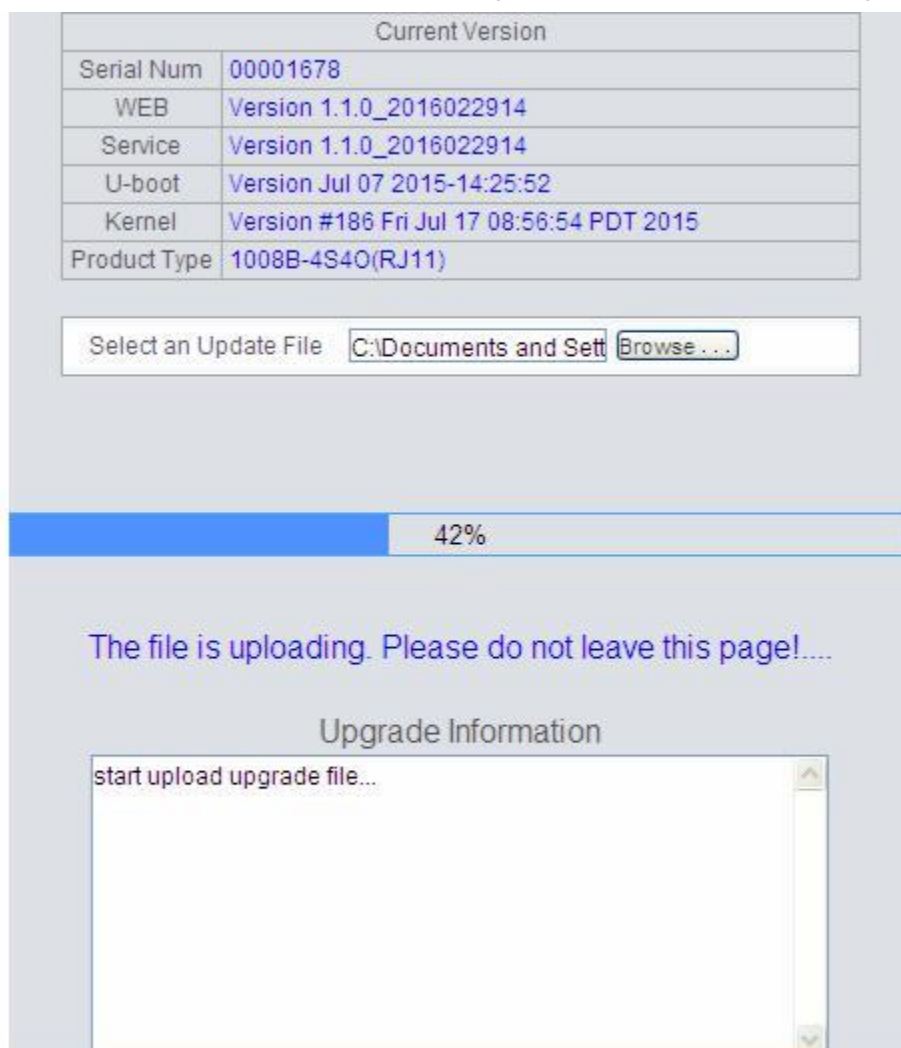 Current Version
Serial Num 00001678
WEB Version 1.1.0_2016022914
Service Version 1.1.0_2016022914
U-boot Version Jul 07 2015-14:25:52
Kernel Version #186 Fri Jul 17 08:56:54 PDT 2015
Product Type 1008B-4S4O(RJ11)
Select an Update File C:\Documents and Sett Browse . . .
42%
The file is uploading. Please do not leave this page!....
Upgrade Information
start upload upgrade file...